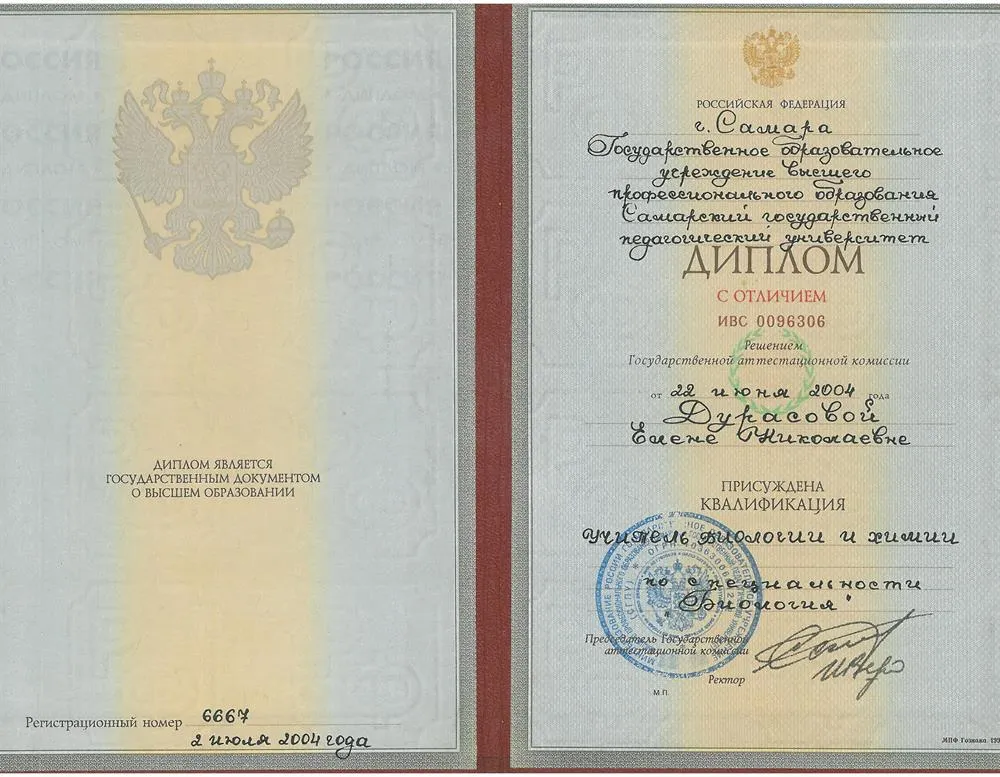 ДИПЛОМ ЯВЛЯЕТСЯ
ГОСУДАРСТВЕННЫМ ДОКУМЕНТОМ
О ВЫСШЕМ ОБРАЗОВАНИИ
Регистрационный номер 6667
2 июля 2004 года
РОССИЙСКАЯ ФЕДЕРАЦИЯ
г. Самара
Государственное образовательное
учреждение высшего
профессионального образования
Самарский государственный
педагогический университет
ДИПЛОМ
С ОТЛИЧИЕМ
ИВС 0096306
Решением
Государственной аттестационной комиссии
от 22 июня 2004 года
Дурасовой
Елене Николаевне
ПРИСУЖДЕНА
КВАЛИФИКАЦИЯ
Учитель биологии и химии
по специальности
"Биология"
Председатель Государственной
аттестационной комиссии
Ректор
М.П.
МПФ Гознака.